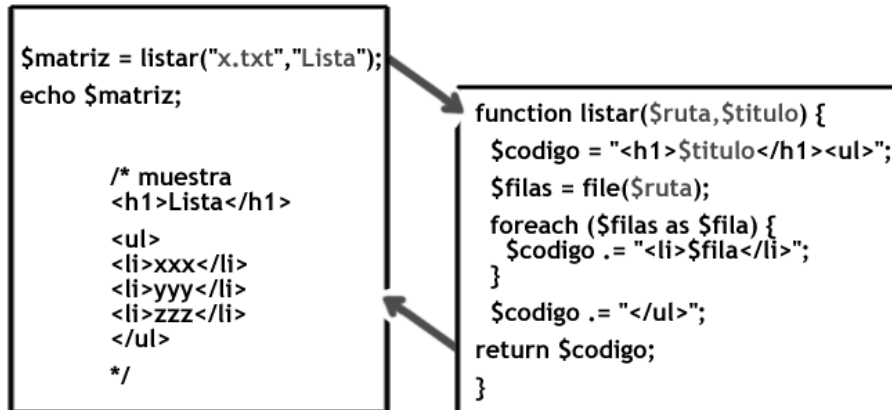 $matriz = listar("x.txt","Lista");
echo $matriz;
/* muestra
<h1>Lista</h1>
<ul>
<li>xxx</li>
<li>yyy</li>
<li>zzz</li>
</ul>
*/
function listar($ruta,$titulo) {
$codigo = "<h1>$titulo</h1><ul>";
$filas = file($ruta);
foreach ($filas as $fila) {
$codigo .= "<li>$fila</li>";
}
$codigo .= "</ul>";
return $codigo;
}